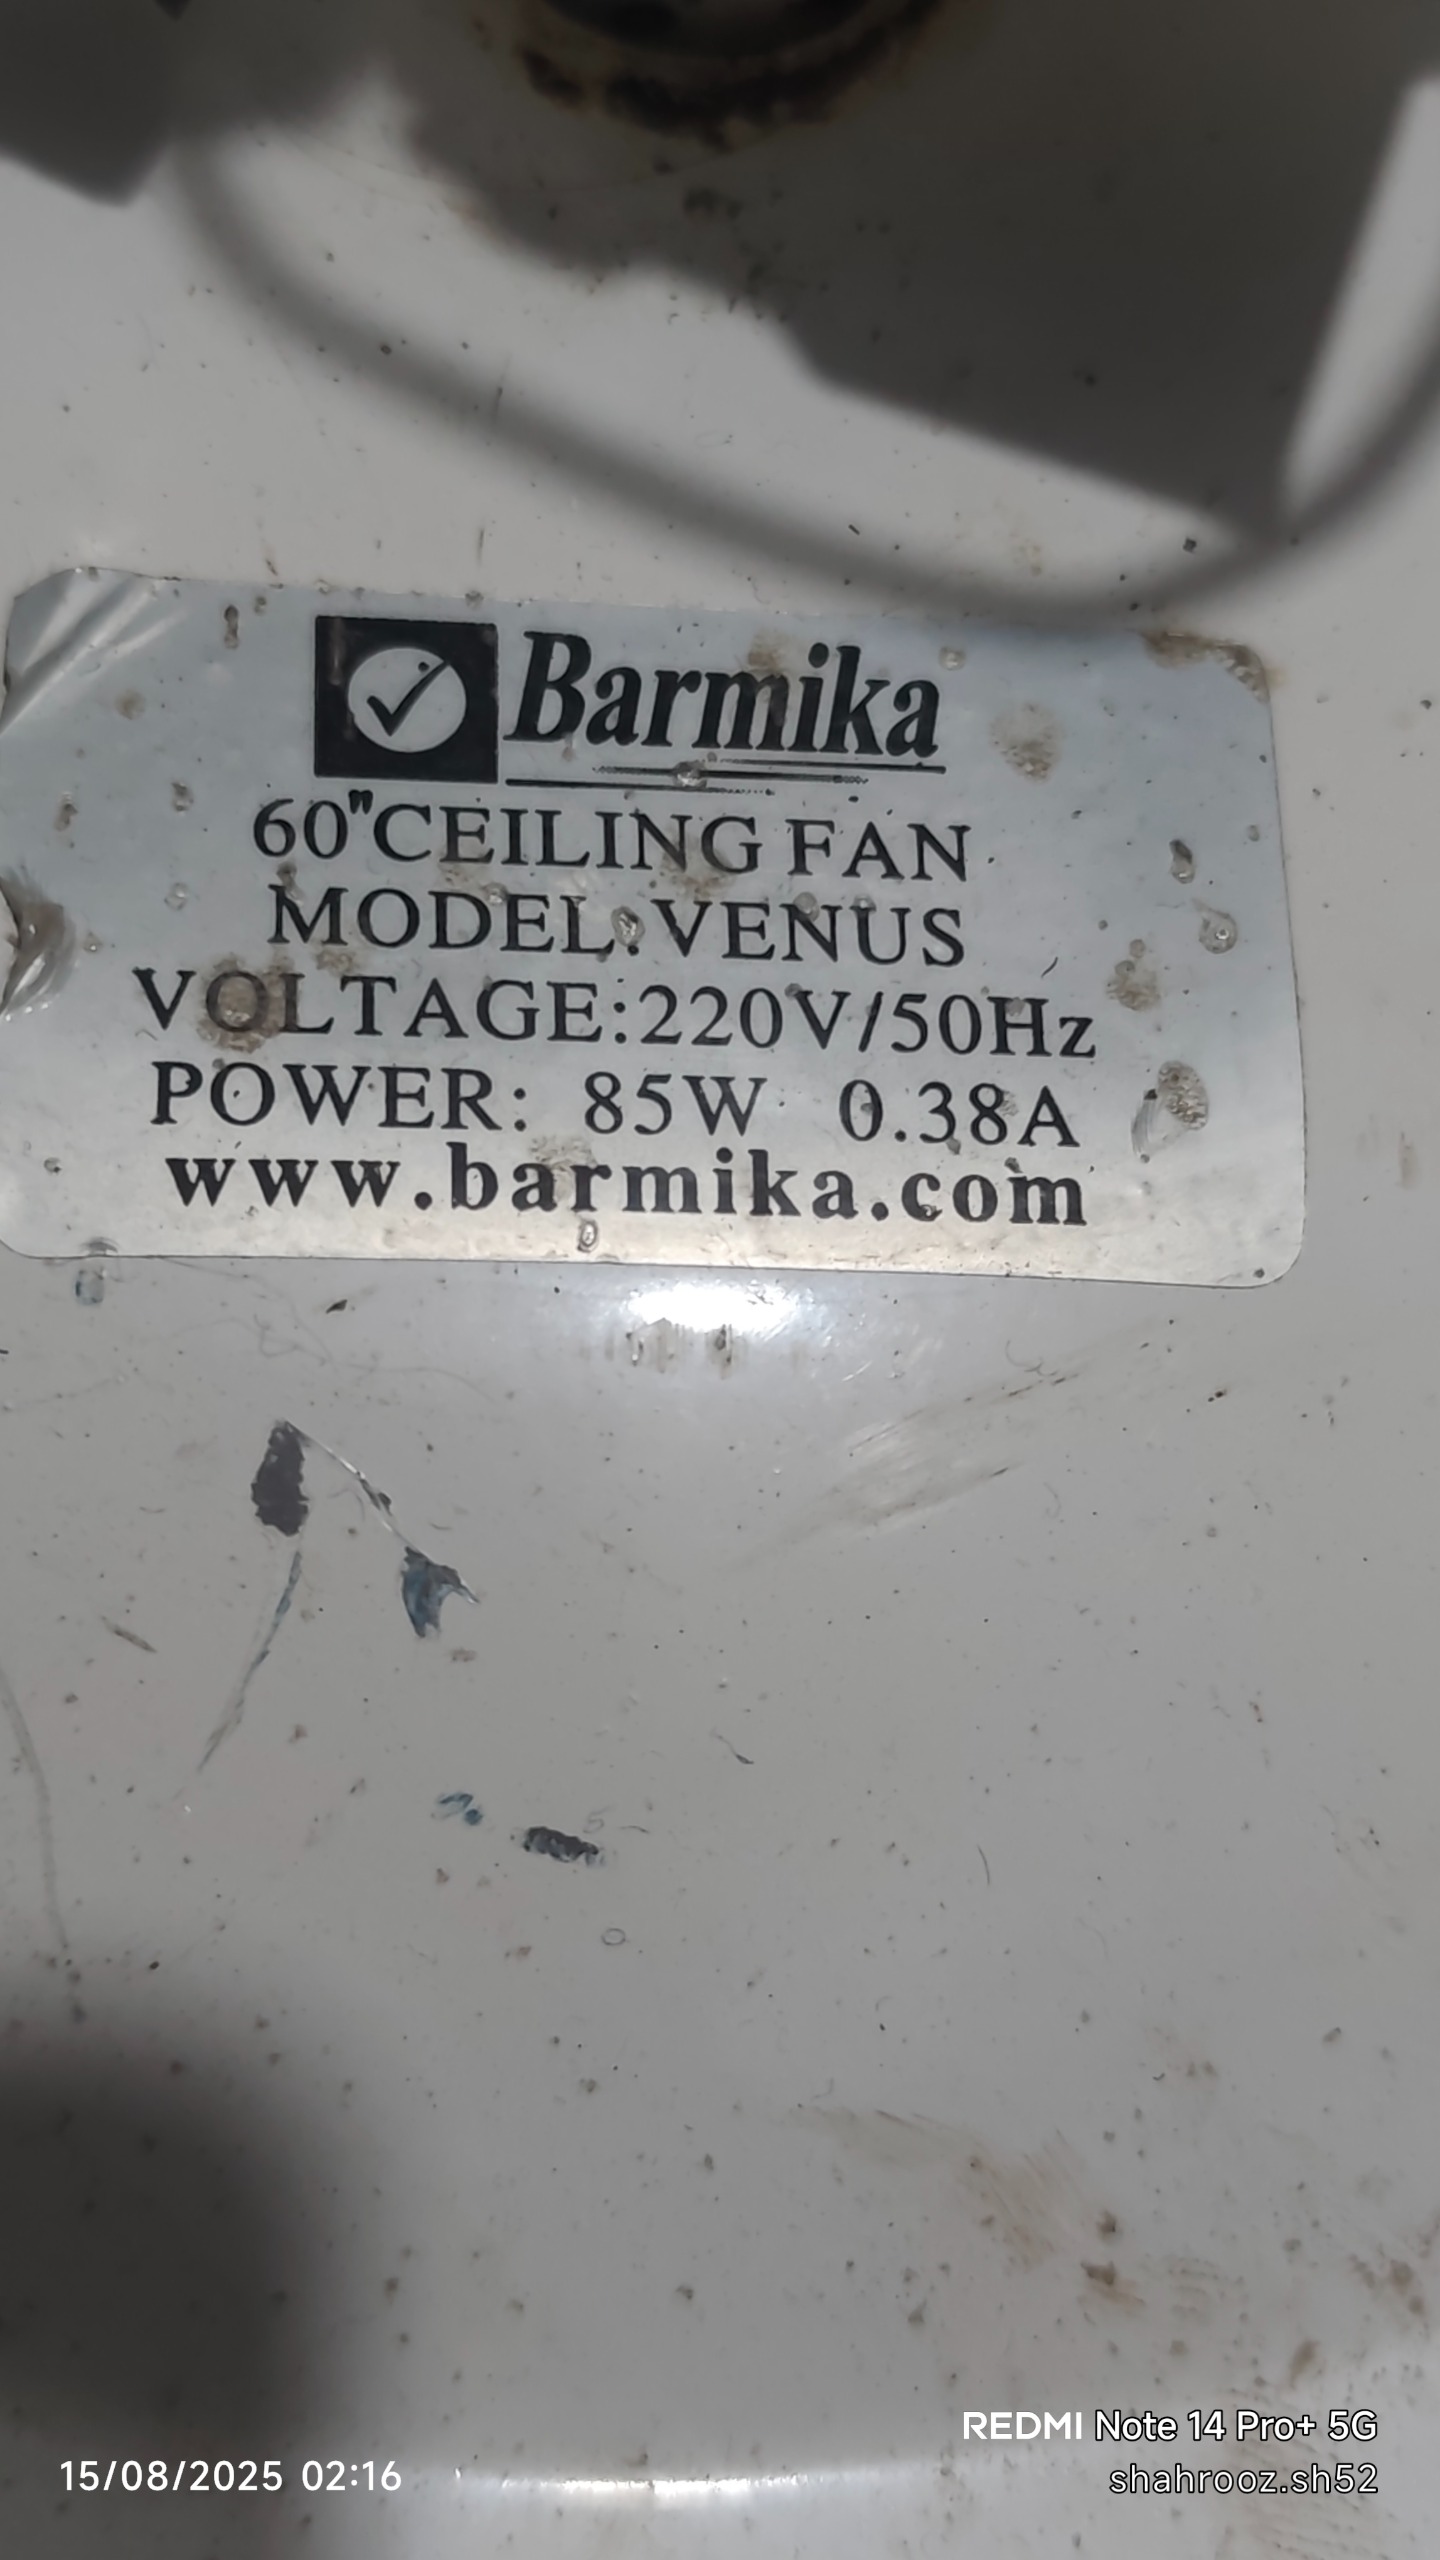 Barmika
60"CEILING FAN
MODEL:VENUS
VOLTAGE:220V/50Hz
POWER: 85W 0.38A
www.barmika.com
REDMI Note 14 Pro+ 5G
15/08/2025 02:16
shahrooz.sh52